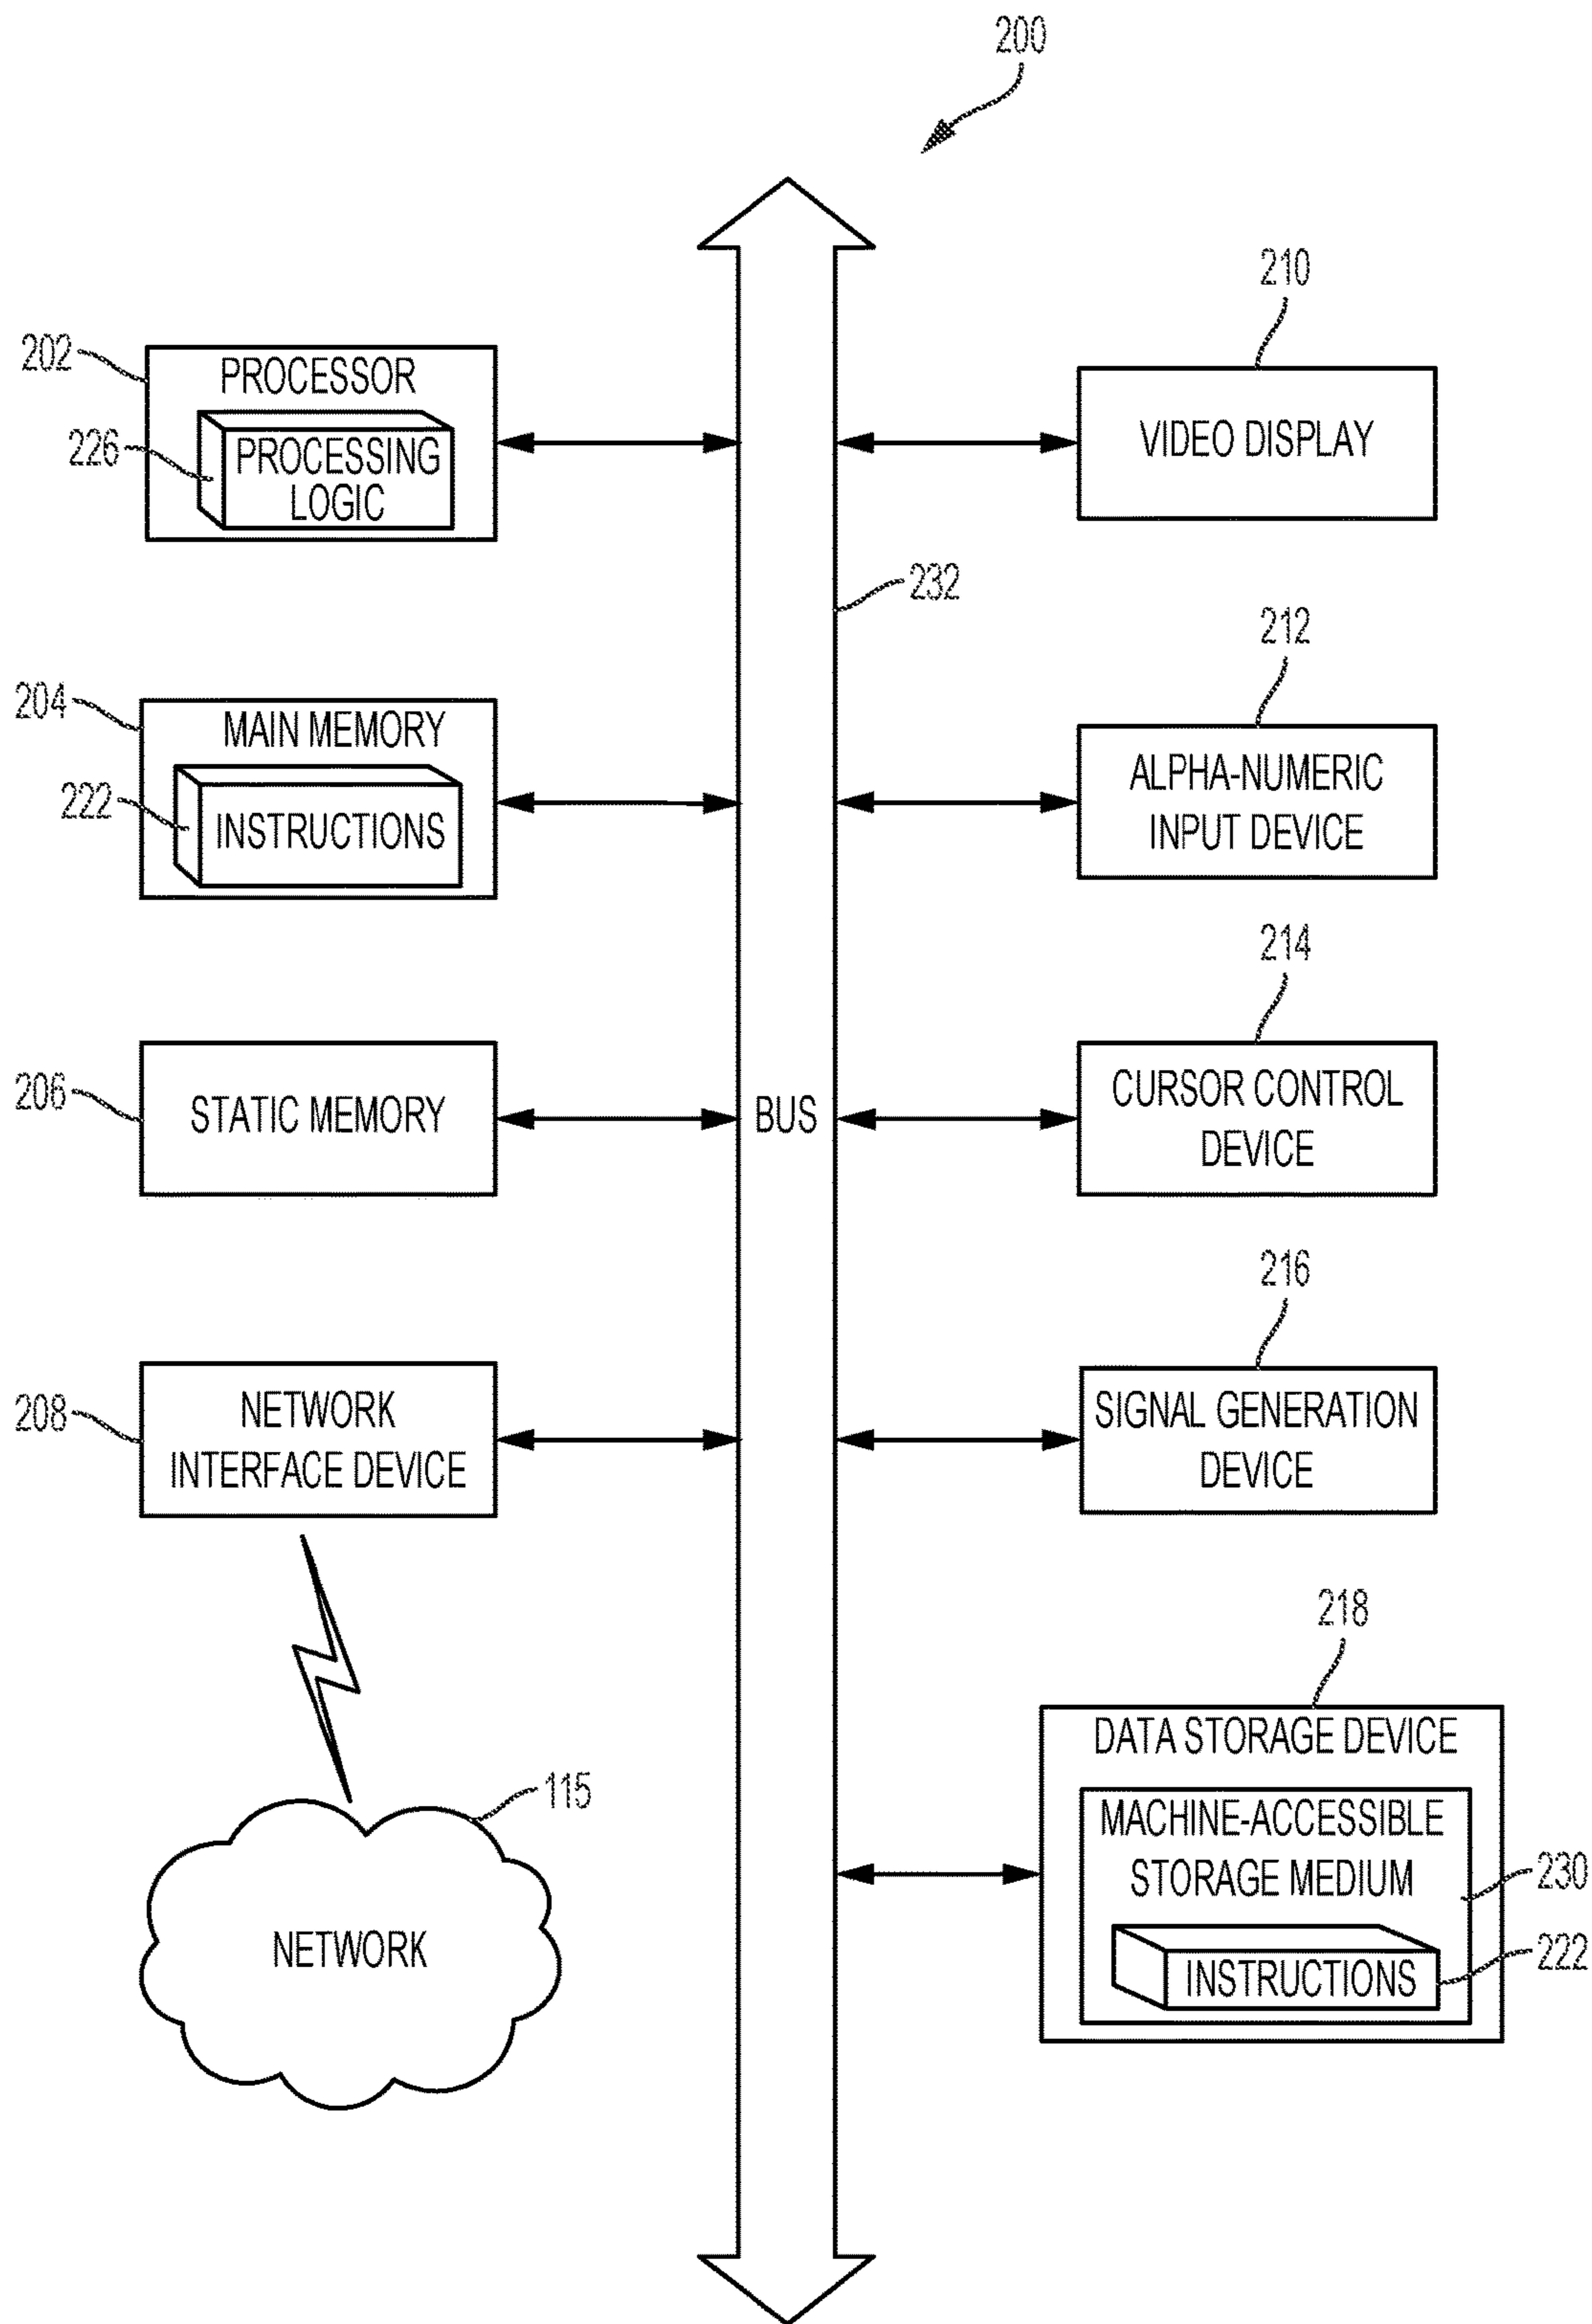 200
202
PROCESSOR
226
PROCESSING
LOGIC
204
MAIN MEMORY
222
INSTRUCTIONS
206
STATIC MEMORY
208
NETWORK
INTERFACE DEVICE
115
NETWORK
BUS
232
210
VIDEO DISPLAY
212
ALPHA-NUMERIC
INPUT DEVICE
214
CURSOR CONTROL
DEVICE
216
SIGNAL GENERATION
DEVICE
218
DATA STORAGE DEVICE
MACHINE-ACCESSIBLE
STORAGE MEDIUM
230
INSTRUCTIONS
222